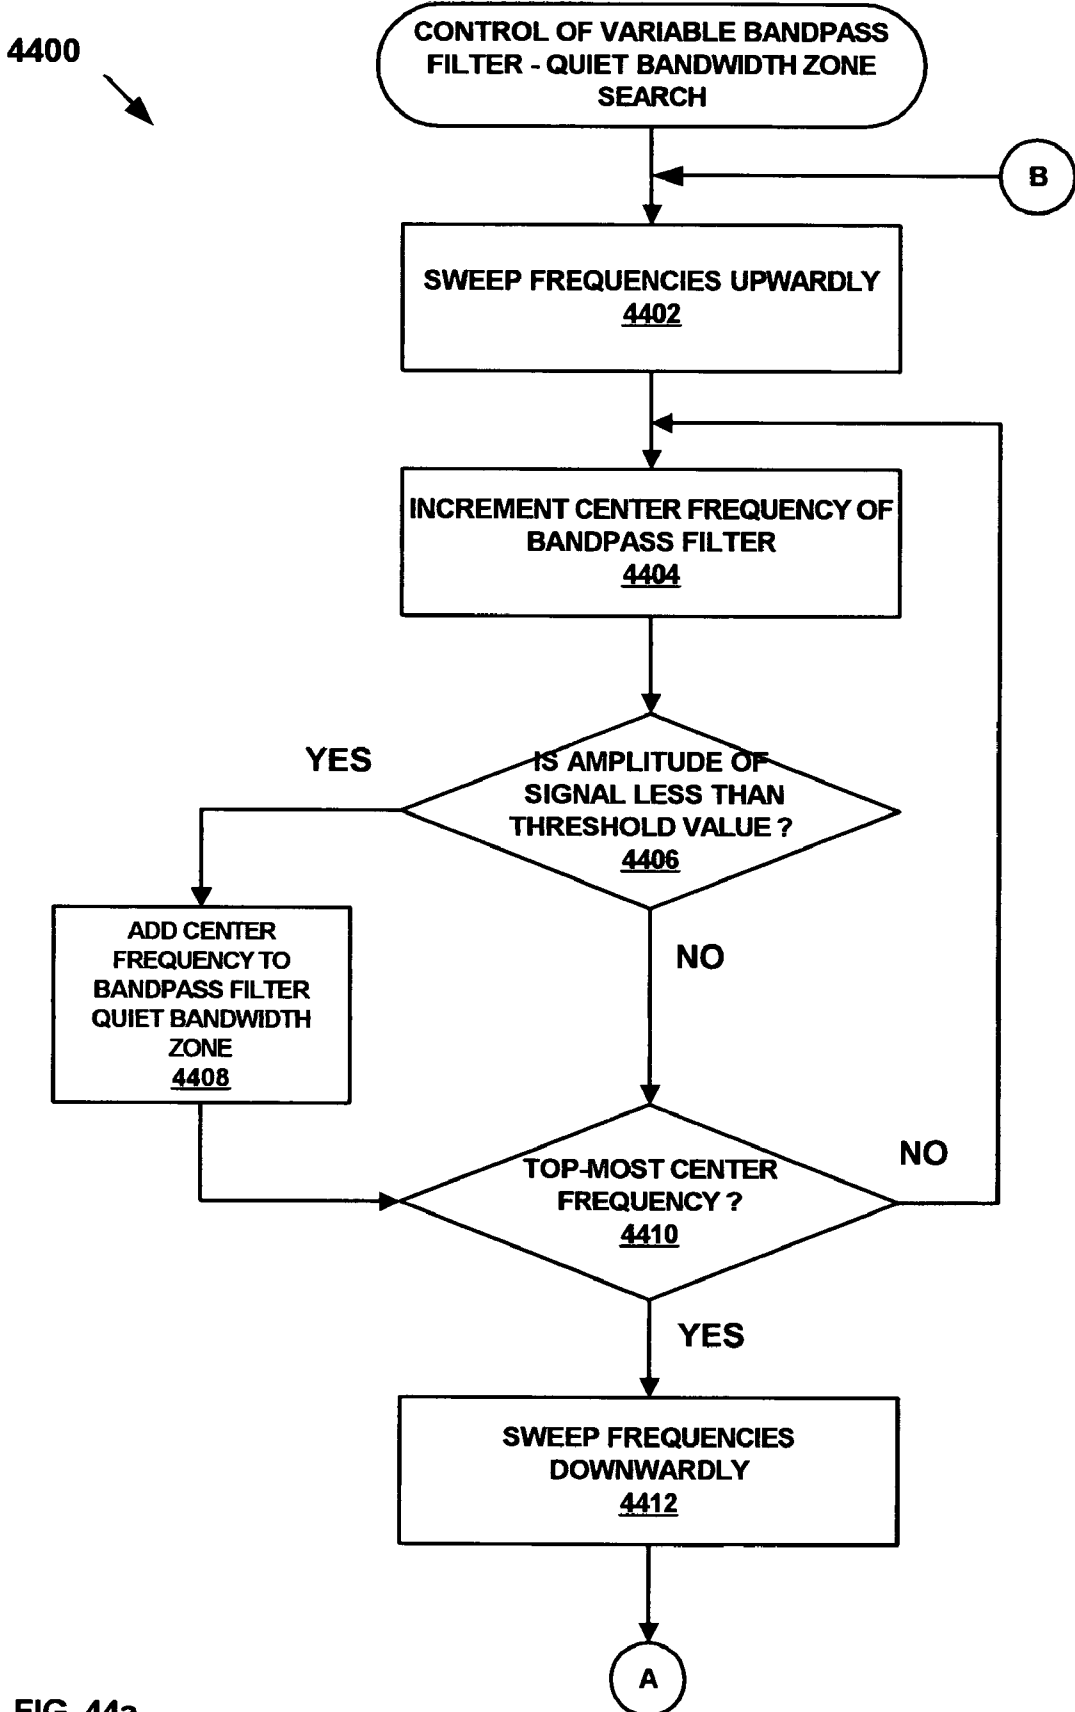 4400
CONTROL OF VARIABLE BANDPASS
FILTER - QUIET BANDWIDTH ZONE
SEARCH
B
SWEEP FREQUENCIES UPWARDLY
4402
INCREMENT CENTER FREQUENCY OF
BANDPASS FILTER
4404
YES
IS AMPLITUDE OF
SIGNAL LESS THAN
THRESHOLD VALUE ?
4406
ADD CENTER
FREQUENCY TO
BANDPASS FILTER
QUIET BANDWIDTH
ZONE
4408
NO
TOP-MOST CENTER
FREQUENCY ?
4410
NO
YES
SWEEP FREQUENCIES
DOWNWARDLY
4412
A
FIG. 44a